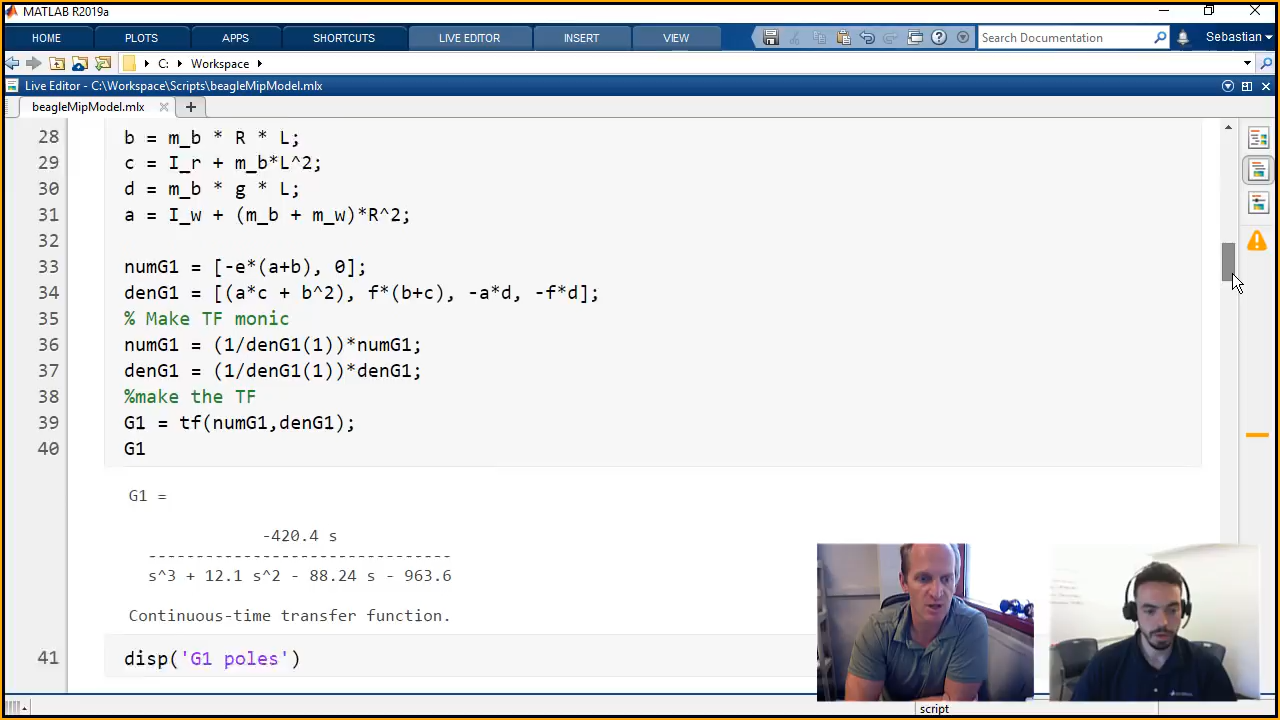 MATLAB R2019a
HOME PLOTS APPS SHORTCUTS LIVE EDITOR INSERT VIEW Search Documentation Sebastian
C: Workspace
Live Editor - C:\Workspace\Scripts\beagleMipModel.mlx
beagleMipModel.mlx
28 b = m_b * R * L;
29 c = I_r + m_b*L^2;
30 d = m_b * g * L;
31 a = I_w + (m_b + m_w)*R^2;
32
33 numG1 = [-e*(a+b), 0];
34 denG1 = [(a*c + b^2), f*(b+c), -a*d, -f*d];
35 % Make TF monic
36 numG1 = (1/denG1(1))*numG1;
37 denG1 = (1/denG1(1))*denG1;
38 %make the TF
39 G1 = tf(numG1,denG1);
40 G1
G1 =
-420.4 s
--------------------------------
s^3 + 12.1 s^2 - 88.24 s - 963.6
Continuous-time transfer function.
41 disp('G1 poles')
script